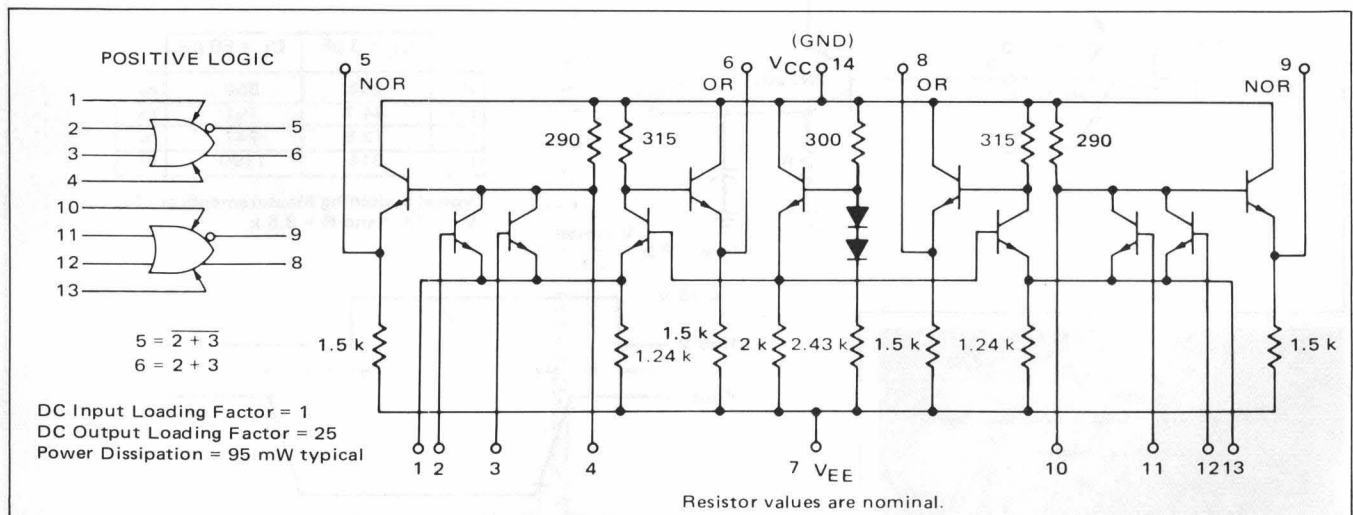 POSITIVE LOGIC
1
2
3
4
5
6
10
11
12
13
9
8
5 = 2 + 3
6 = 2 + 3
DC Input Loading Factor = 1
DC Output Loading Factor = 25
Power Dissipation = 95 mW typical
5
NOR
6
OR
(GND)
VCC 14
8
OR
9
NOR
290
315
300
315
290
1.5 k
1.24 k
1.5 k
2 k
2.43 k
1.5 k
1.24 k
1.5 k
1 2 3 4 7 VEE 10 11 12 13
Resistor values are nominal.